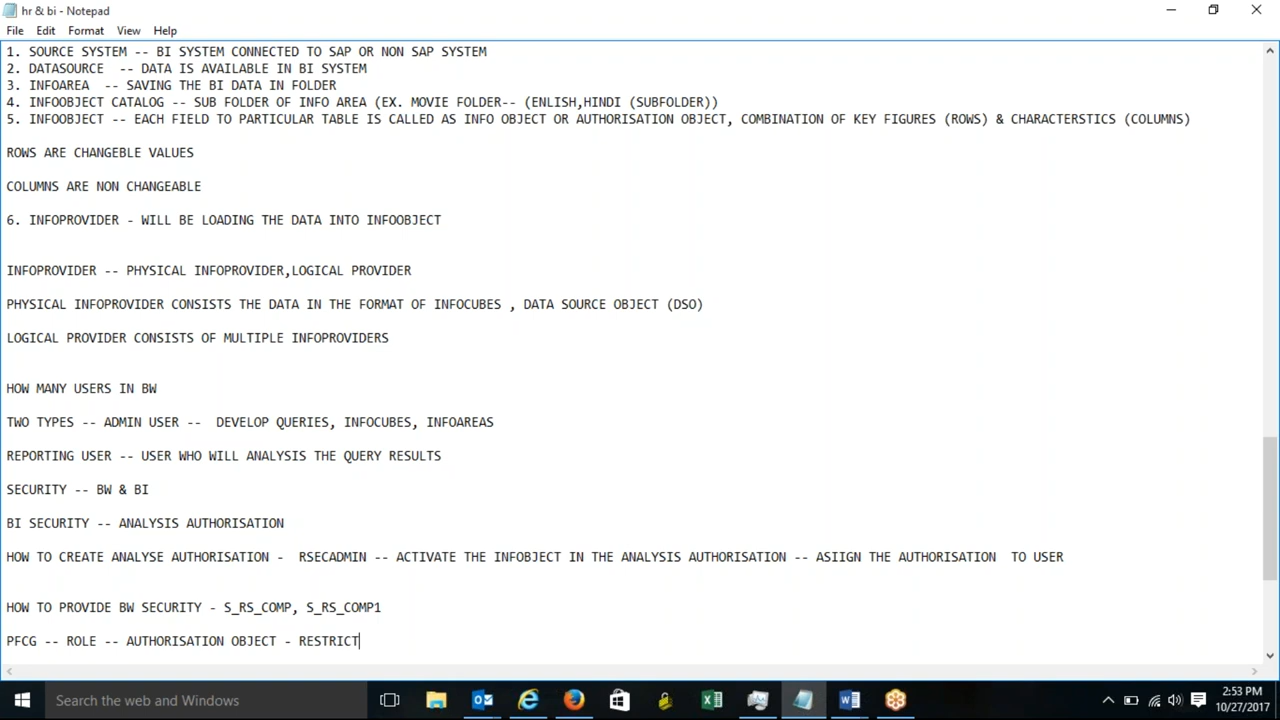 hr & bi - Notepad
File Edit Format View Help
1. SOURCE SYSTEM -- BI SYSTEM CONNECTED TO SAP OR NON SAP SYSTEM
2. DATASOURCE -- DATA IS AVAILABLE IN BI SYSTEM
3. INFOAREA -- SAVING THE BI DATA IN FOLDER
4. INFOOBJECT CATALOG -- SUB FOLDER OF INFO AREA (EX. MOVIE FOLDER-- (ENLISH,HINDI (SUBFOLDER))
5. INFOOBJECT -- EACH FIELD TO PARTICULAR TABLE IS CALLED AS INFO OBJECT OR AUTHORISATION OBJECT, COMBINATION OF KEY FIGURES (ROWS) & CHARACTERSTICS (COLUMNS)
ROWS ARE CHANGEBLE VALUES
COLUMNS ARE NON CHANGEABLE
6. INFOPROVIDER - WILL BE LOADING THE DATA INTO INFOOBJECT
INFOPROVIDER -- PHYSICAL INFOPROVIDER,LOGICAL PROVIDER
PHYSICAL INFOPROVIDER CONSISTS THE DATA IN THE FORMAT OF INFOCUBES , DATA SOURCE OBJECT (DSO)
LOGICAL PROVIDER CONSISTS OF MULTIPLE INFOPROVIDERS
HOW MANY USERS IN BW
TWO TYPES -- ADMIN USER -- DEVELOP QUERIES, INFOCUBES, INFOAREAS
REPORTING USER -- USER WHO WILL ANALYSIS THE QUERY RESULTS
SECURITY -- BW & BI
BI SECURITY -- ANALYSIS AUTHORISATION
HOW TO CREATE ANALYSE AUTHORISATION - RSECADMIN -- ACTIVATE THE INFOBJECT IN THE ANALYSIS AUTHORISATION -- ASIIGN THE AUTHORISATION TO USER
HOW TO PROVIDE BW SECURITY - S_RS_COMP, S_RS_COMP1
PFCG -- ROLE -- AUTHORISATION OBJECT - RESTRICT
Search the web and Windows
2:53 PM
10/27/2017